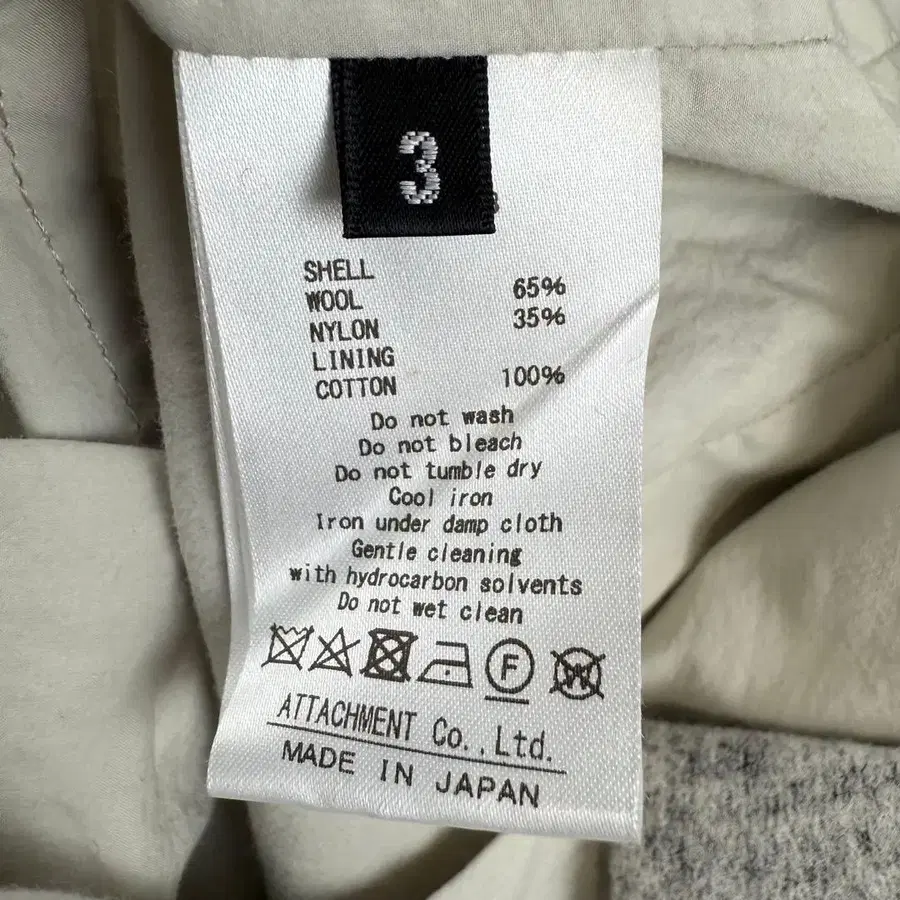 3
SHELL
WOOL 65%
NYLON 35%
LINING
COTTON 100%
Do not wash
Do not bleach
Do not tumble dry
Cool iron
Iron under damp cloth
Gentle cleaning
with hydrocarbon solvents
Do not wet clean
F W
ATTACHMENT Co.,Ltd.
MADE IN JAPAN